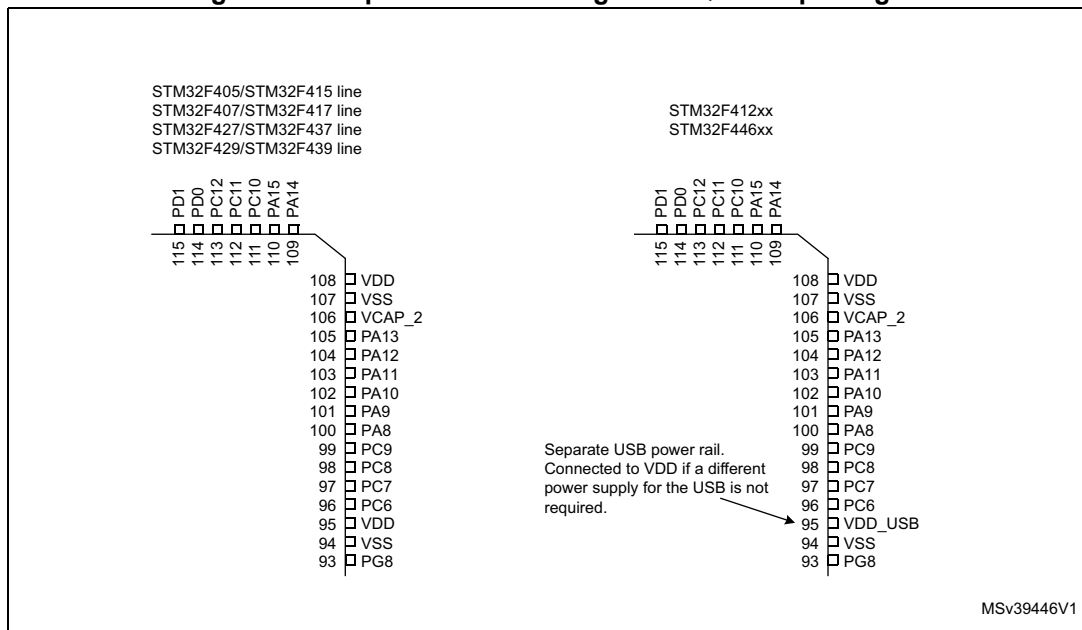 STM32F405/STM32F415 line
STM32F407/STM32F417 line
STM32F427/STM32F437 line
STM32F429/STM32F439 line
PD1
PD0
PC12
PC11
PC10
PA15
PA14
115
114
113
112
111
110
109
108 VDD
107 VSS
106 VCAP_2
105 PA13
104 PA12
103 PA11
102 PA10
101 PA9
100 PA8
99 PC9
98 PC8
97 PC7
96 PC6
95 VDD
94 VSS
93 PG8
STM32F412xx
STM32F446xx
PD1
PD0
PC12
PC11
PC10
PA15
PA14
115
114
113
112
111
110
109
108 VDD
107 VSS
106 VCAP_2
105 PA13
104 PA12
103 PA11
102 PA10
101 PA9
100 PA8
99 PC9
98 PC8
97 PC7
96 PC6
95 VDD_USB
94 VSS
93 PG8
Separate USB power rail.
Connected to VDD if a different
power supply for the USB is not
required.
MSv39446V1